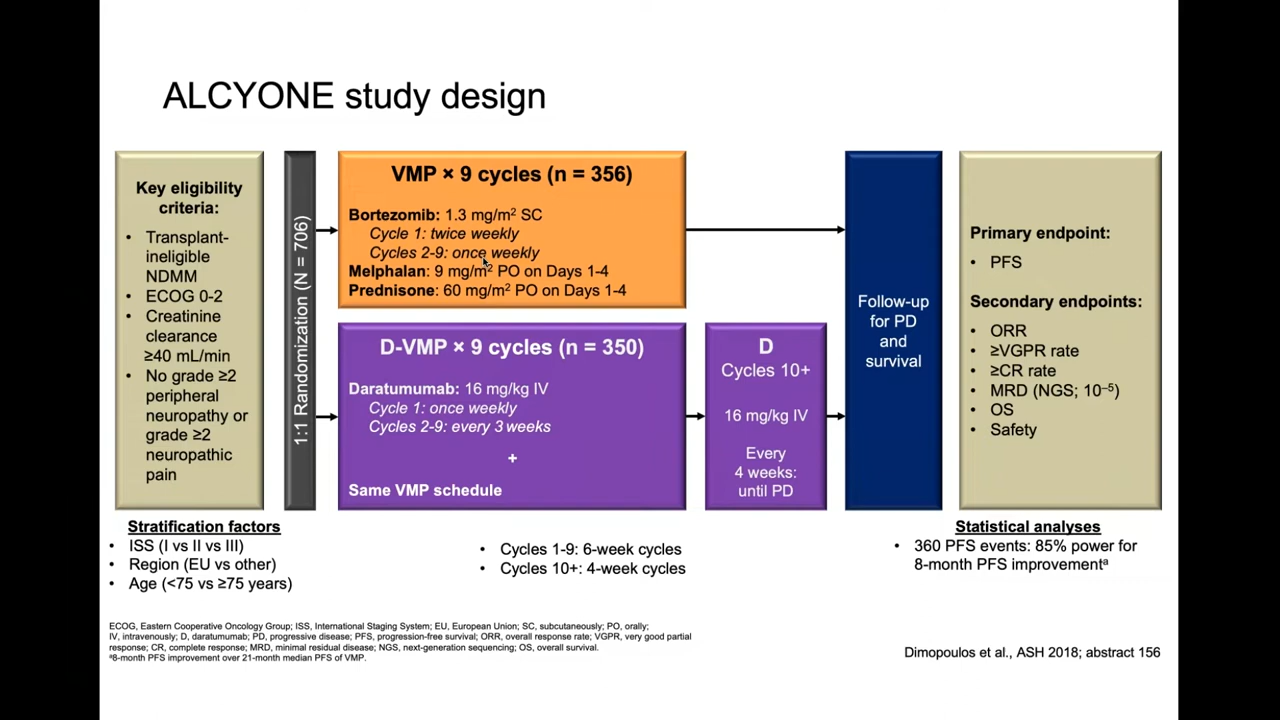 ALCYONE study design
Key eligibility
criteria:
• Transplant-
ineligible
NDMM
• ECOG 0-2
• Creatinine
clearance
≥40 mL/min
• No grade ≥2
peripheral
neuropathy or
grade ≥2
neuropathic
pain
1:1 Randomization (N = 706)
VMP × 9 cycles (n = 356)
Bortezomib: 1.3 mg/m² SC
Cycle 1: twice weekly
Cycles 2-9: once weekly
Melphalan: 9 mg/m² PO on Days 1-4
Prednisone: 60 mg/m² PO on Days 1-4
D-VMP × 9 cycles (n = 350)
Daratumumab: 16 mg/kg IV
Cycle 1: once weekly
Cycles 2-9: every 3 weeks
+
Same VMP schedule
D
Cycles 10+
16 mg/kg IV
Every
4 weeks:
until PD
Follow-up
for PD
and
survival
Primary endpoint:
• PFS
Secondary endpoints:
• ORR
• ≥VGPR rate
• ≥CR rate
• MRD (NGS; 10⁻⁵)
• OS
• Safety
Stratification factors
• ISS (I vs II vs III)
• Region (EU vs other)
• Age (<75 vs ≥75 years)
• Cycles 1-9: 6-week cycles
• Cycles 10+: 4-week cycles
Statistical analyses
• 360 PFS events: 85% power for
8-month PFS improvementᵃ
ECOG, Eastern Cooperative Oncology Group; ISS, International Staging System; EU, European Union; SC, subcutaneously; PO, orally;
IV, intravenously; D, daratumumab; PD, progressive disease; PFS, progression-free survival; ORR, overall response rate; VGPR, very good partial
response; CR, complete response; MRD, minimal residual disease; NGS, next-generation sequencing; OS, overall survival.
ᵃ8-month PFS improvement over 21-month median PFS of VMP.
Dimopoulos et al., ASH 2018; abstract 156